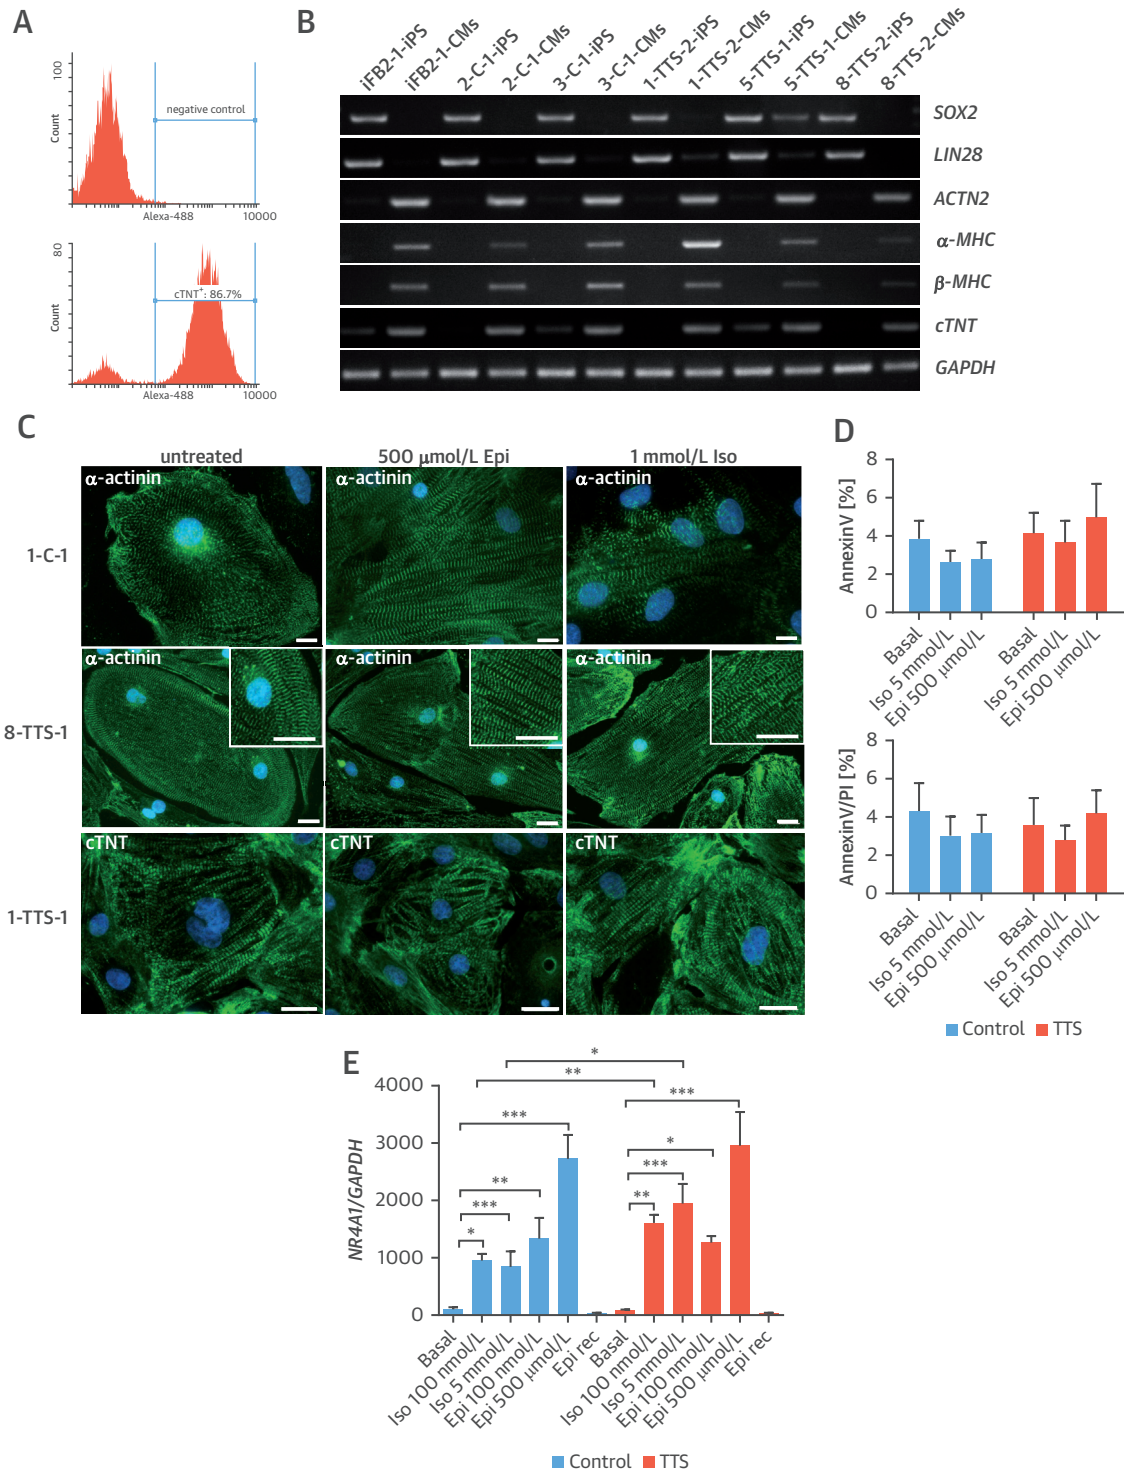 A
100
Count
negative control
Alexa-488
10000
80
Count
cTNT+: 86.7%
Alexa-488
10000
B
iFB2-1-iPS
iFB2-1-CMs
2-C-1-iPS
2-C-1-CMs
3-C-1-iPS
3-C-1-CMs
1-TTS-2-iPS
1-TTS-2-CMs
5-TTS-1-iPS
5-TTS-1-CMs
8-TTS-2-iPS
8-TTS-2-CMs
SOX2
LIN28
ACTN2
α-MHC
β-MHC
cTNT
GAPDH
C
untreated
500 μmol/L Epi
1 mmol/L Iso
1-C-1
α-actinin
α-actinin
α-actinin
8-TTS-1
α-actinin
α-actinin
α-actinin
1-TTS-1
cTNT
cTNT
cTNT
D
AnnexinV [%]
8
6
4
2
0
Basal
Iso 5 mmol/L
Epi 500 μmol/L
Basal
Iso 5 mmol/L
Epi 500 μmol/L
AnnexinV/PI [%]
8
6
4
2
0
Basal
Iso 5 mmol/L
Epi 500 μmol/L
Basal
Iso 5 mmol/L
Epi 500 μmol/L
Control
TTS
E
NR4A1/GAPDH
4000
3000
2000
1000
0
*
**
***
***
**
*
***
***
*
**
Basal
Iso 100 nmol/L
Iso 5 mmol/L
Epi 100 nmol/L
Epi 500 μmol/L
Epi rec
Basal
Iso 100 nmol/L
Iso 5 mmol/L
Epi 100 nmol/L
Epi 500 μmol/L
Epi rec
Control
TTS